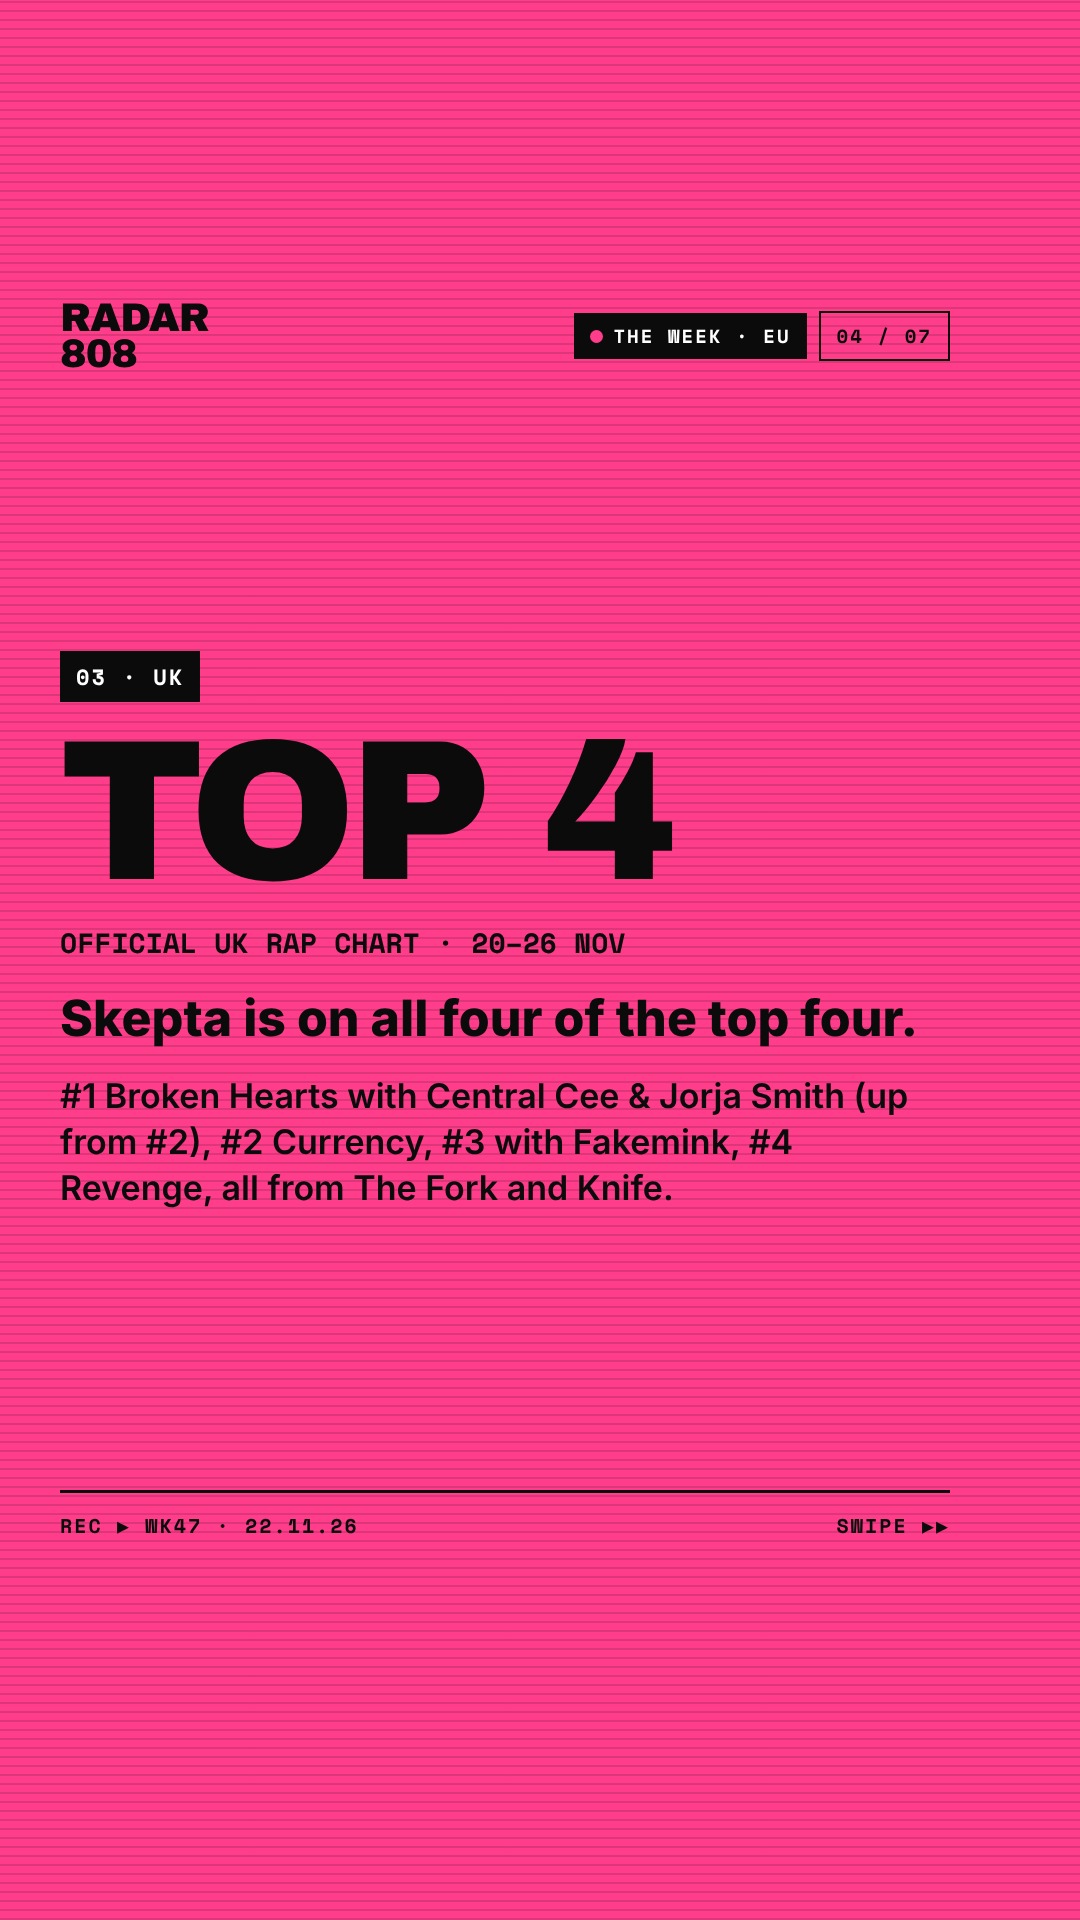 RADAR
808
THE WEEK · EU
04 / 07
03 · UK
TOP 4
OFFICIAL UK RAP CHART · 20–26 NOV
Skepta is on all four of the top four.
#1 Broken Hearts with Central Cee & Jorja Smith (up
from #2), #2 Currency, #3 with Fakemink, #4
Revenge, all from The Fork and Knife.
REC ▶ WK47 · 22.11.26
SWIPE ▶▶